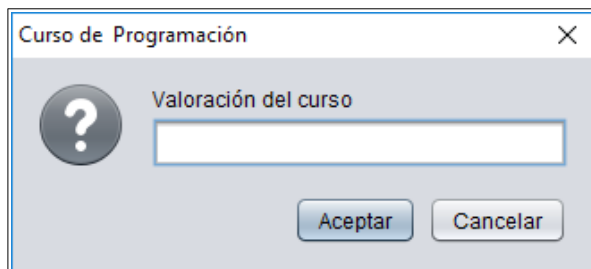 Curso de Programación
Valoración del curso
Aceptar Cancelar